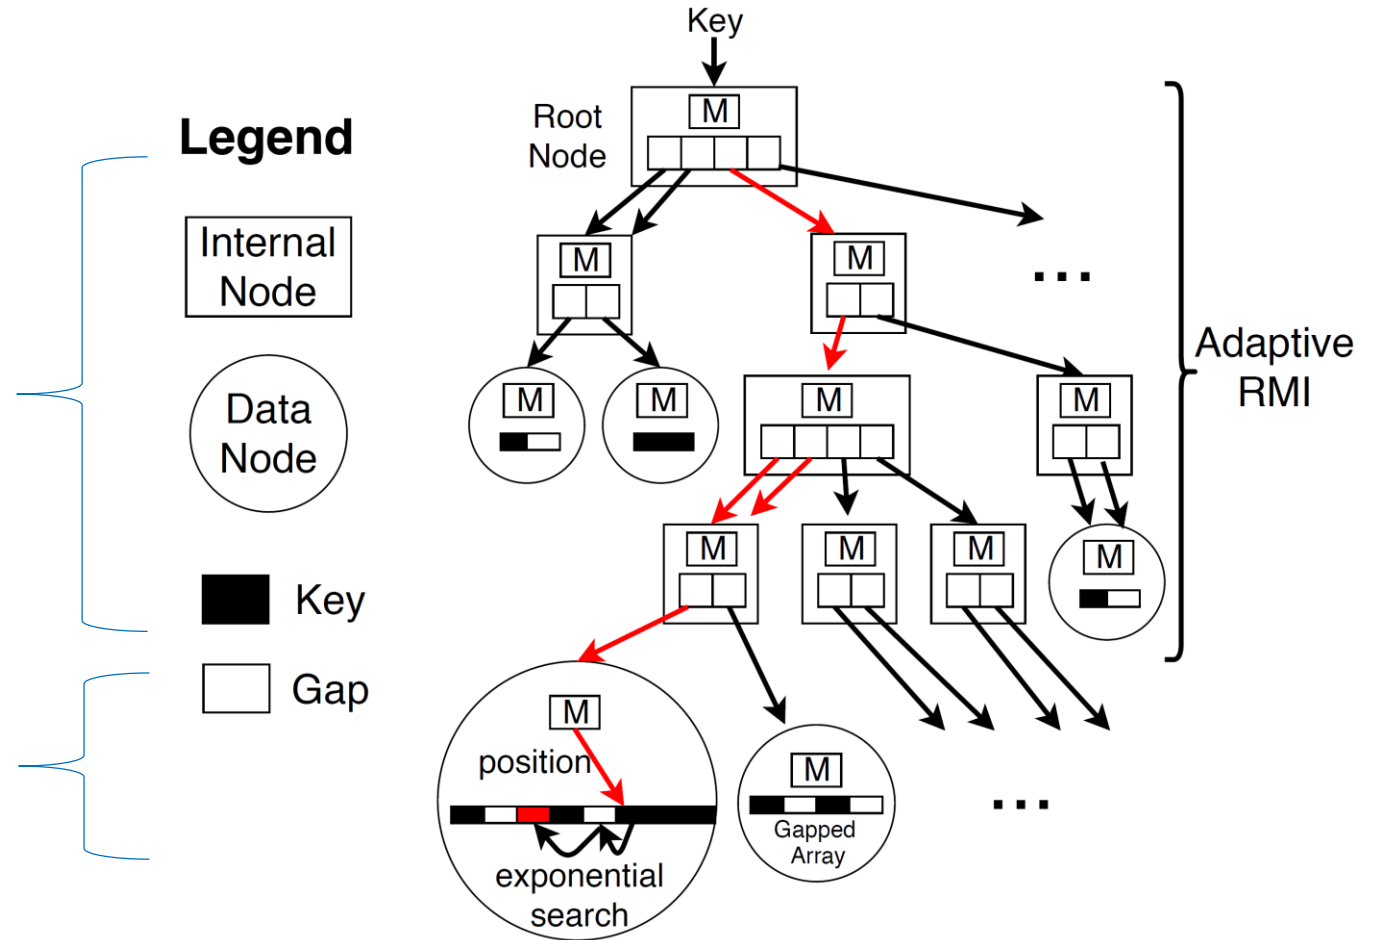 Key
Root
Node
M
Legend
Internal
Node
M
M
...
Adaptive
RMI
Data
Node
M
M
M
M
M
M
M
M
Key
Gap
M
position
M
Gapped
Array
...
exponential
search